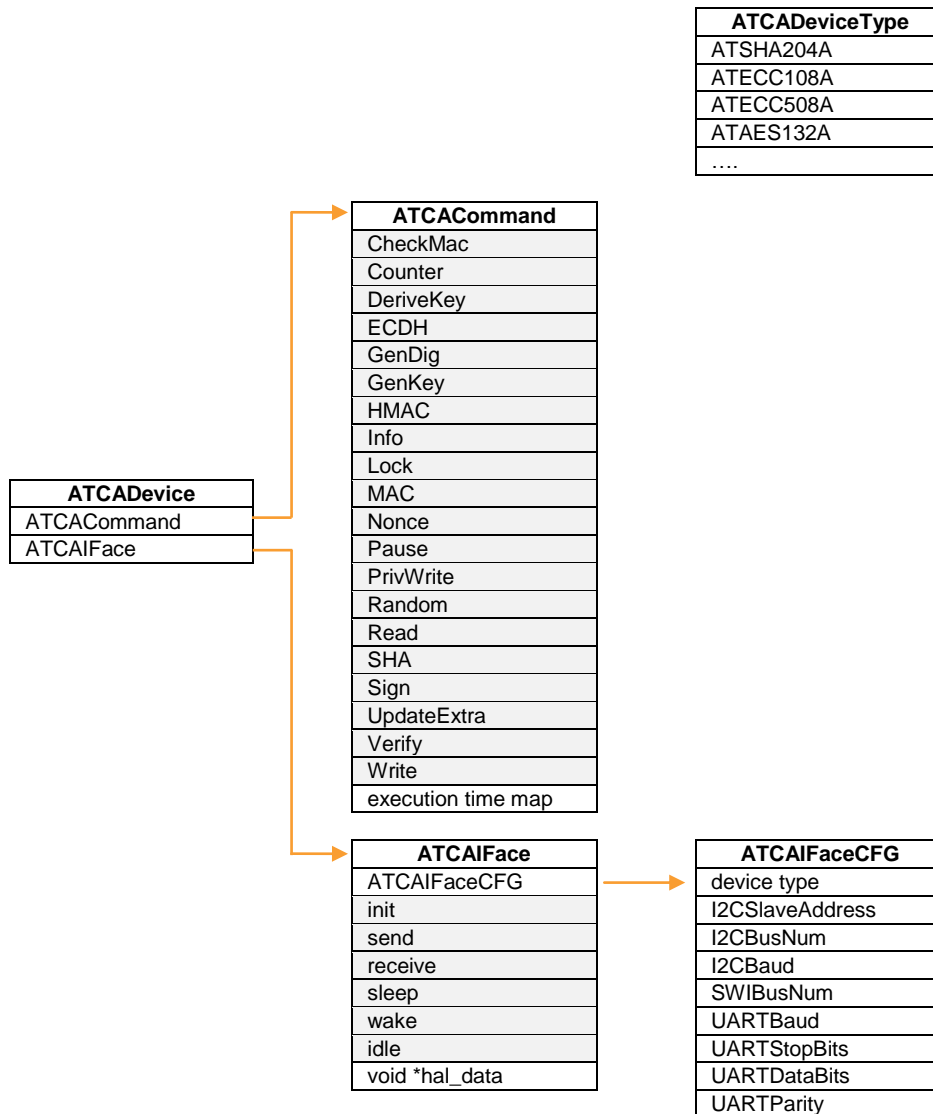 ATCADeviceType
ATSHA204A
ATECC108A
ATECC508A
ATAES132A
….
ATCACommand
CheckMac
Counter
DeriveKey
ECDH
GenDig
GenKey
HMAC
Info
Lock
MAC
Nonce
Pause
PrivWrite
Random
Read
SHA
Sign
UpdateExtra
Verify
Write
execution time map
ATCADevice
ATCACommand
ATCAIFace
ATCAIFace
ATCAIFaceCFG
init
send
receive
sleep
wake
idle
void *hal_data
ATCAIFaceCFG
device type
I2CSlaveAddress
I2CBusNum
I2CBaud
SWIBusNum
UARTBaud
UARTStopBits
UARTDataBits
UARTParity